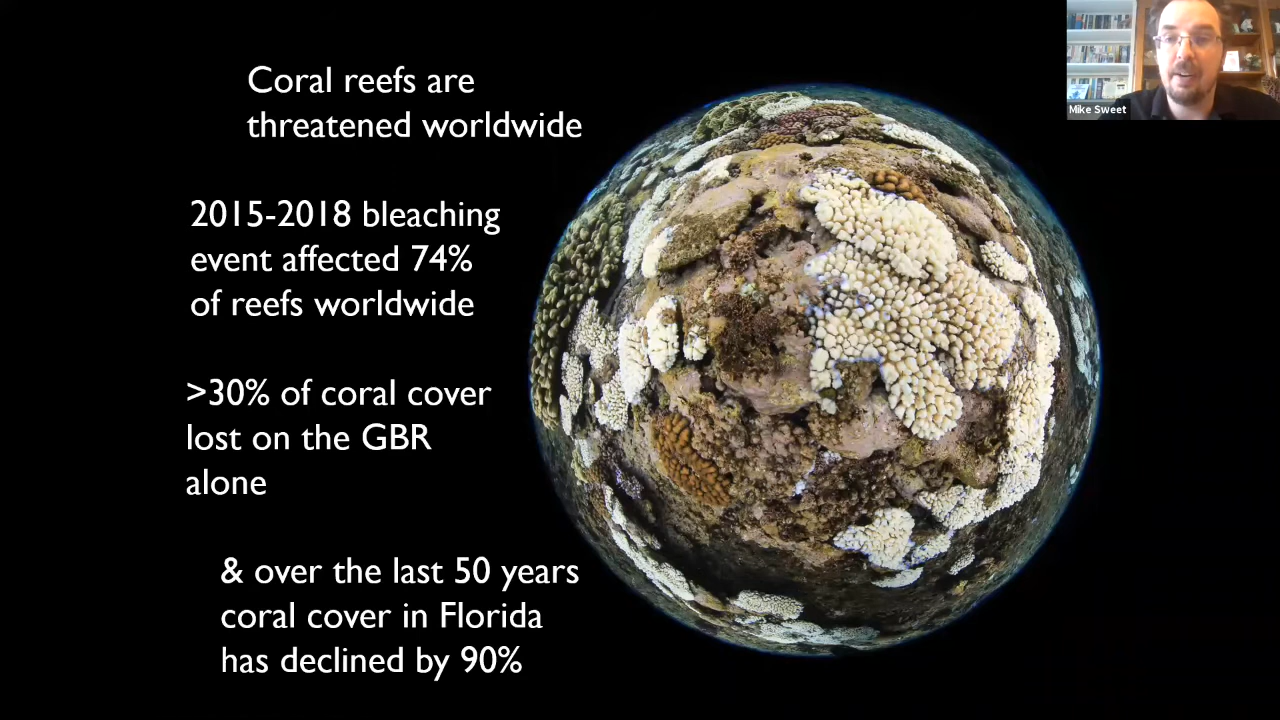 Coral reefs are
threatened worldwide
2015-2018 bleaching
event affected 74%
of reefs worldwide
>30% of coral cover
lost on the GBR
alone
& over the last 50 years
coral cover in Florida
has declined by 90%
Mike Sweet